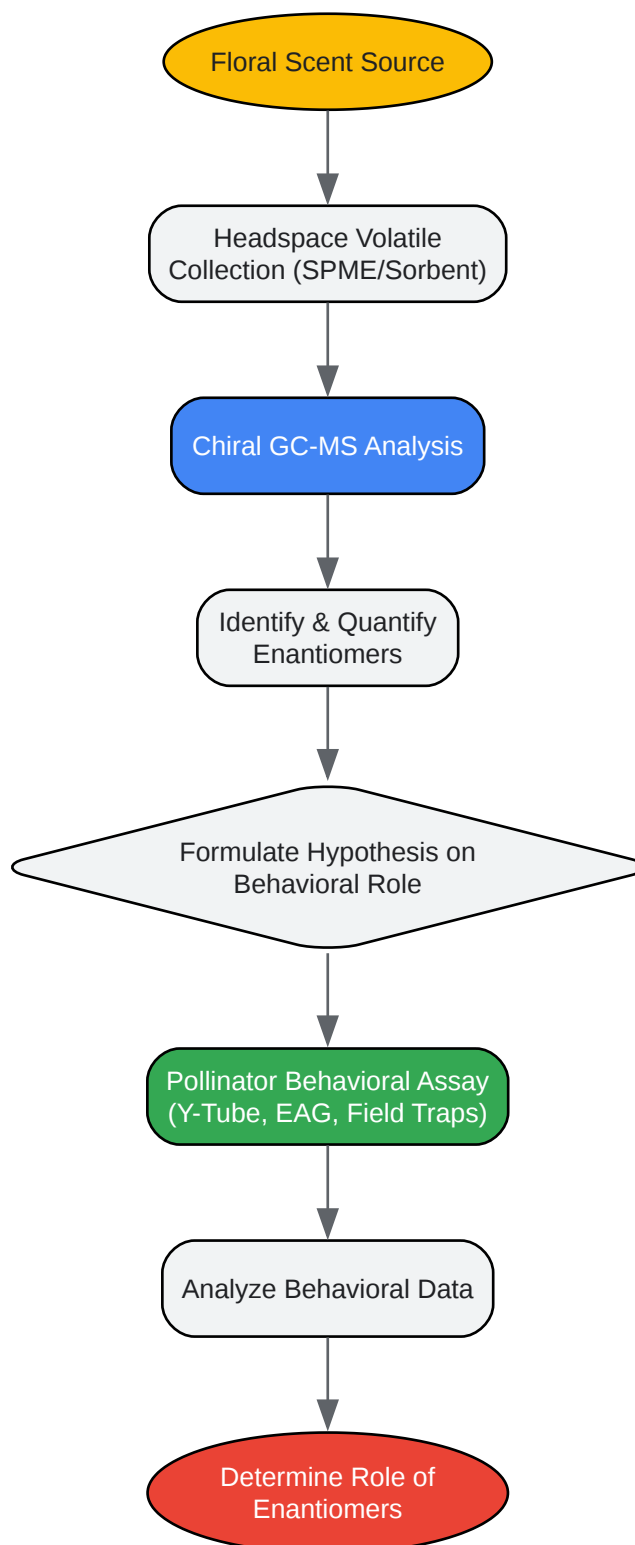 Floral Scent Source
Headspace Volatile
Collection (SPME/Sorbent)
Chiral GC-MS Analysis
Identify & Quantify
Enantiomers
Formulate Hypothesis on
Behavioral Role
Pollinator Behavioral Assay
(Y-Tube, EAG, Field Traps)
Analyze Behavioral Data
Determine Role of
Enantiomers